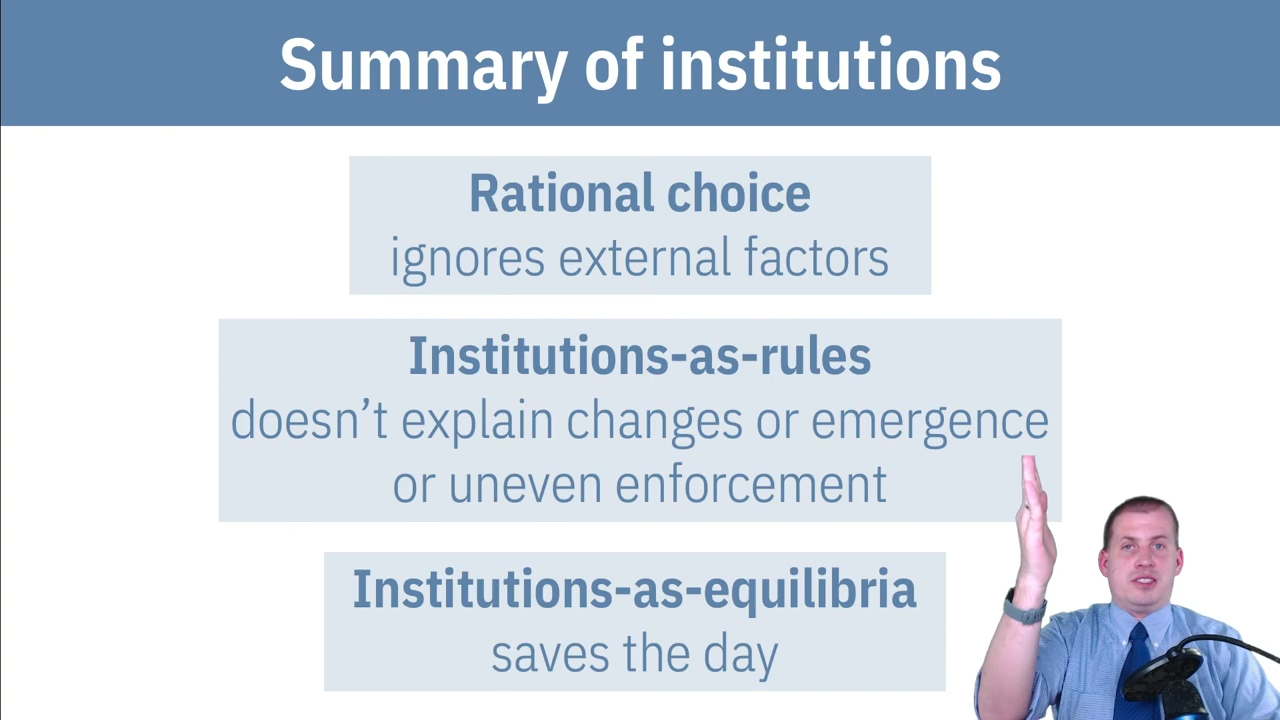 Summary of institutions
Rational choice
ignores external factors
Institutions-as-rules
doesn’t explain changes or emergence
or uneven enforcement
Institutions-as-equilibria
saves the day